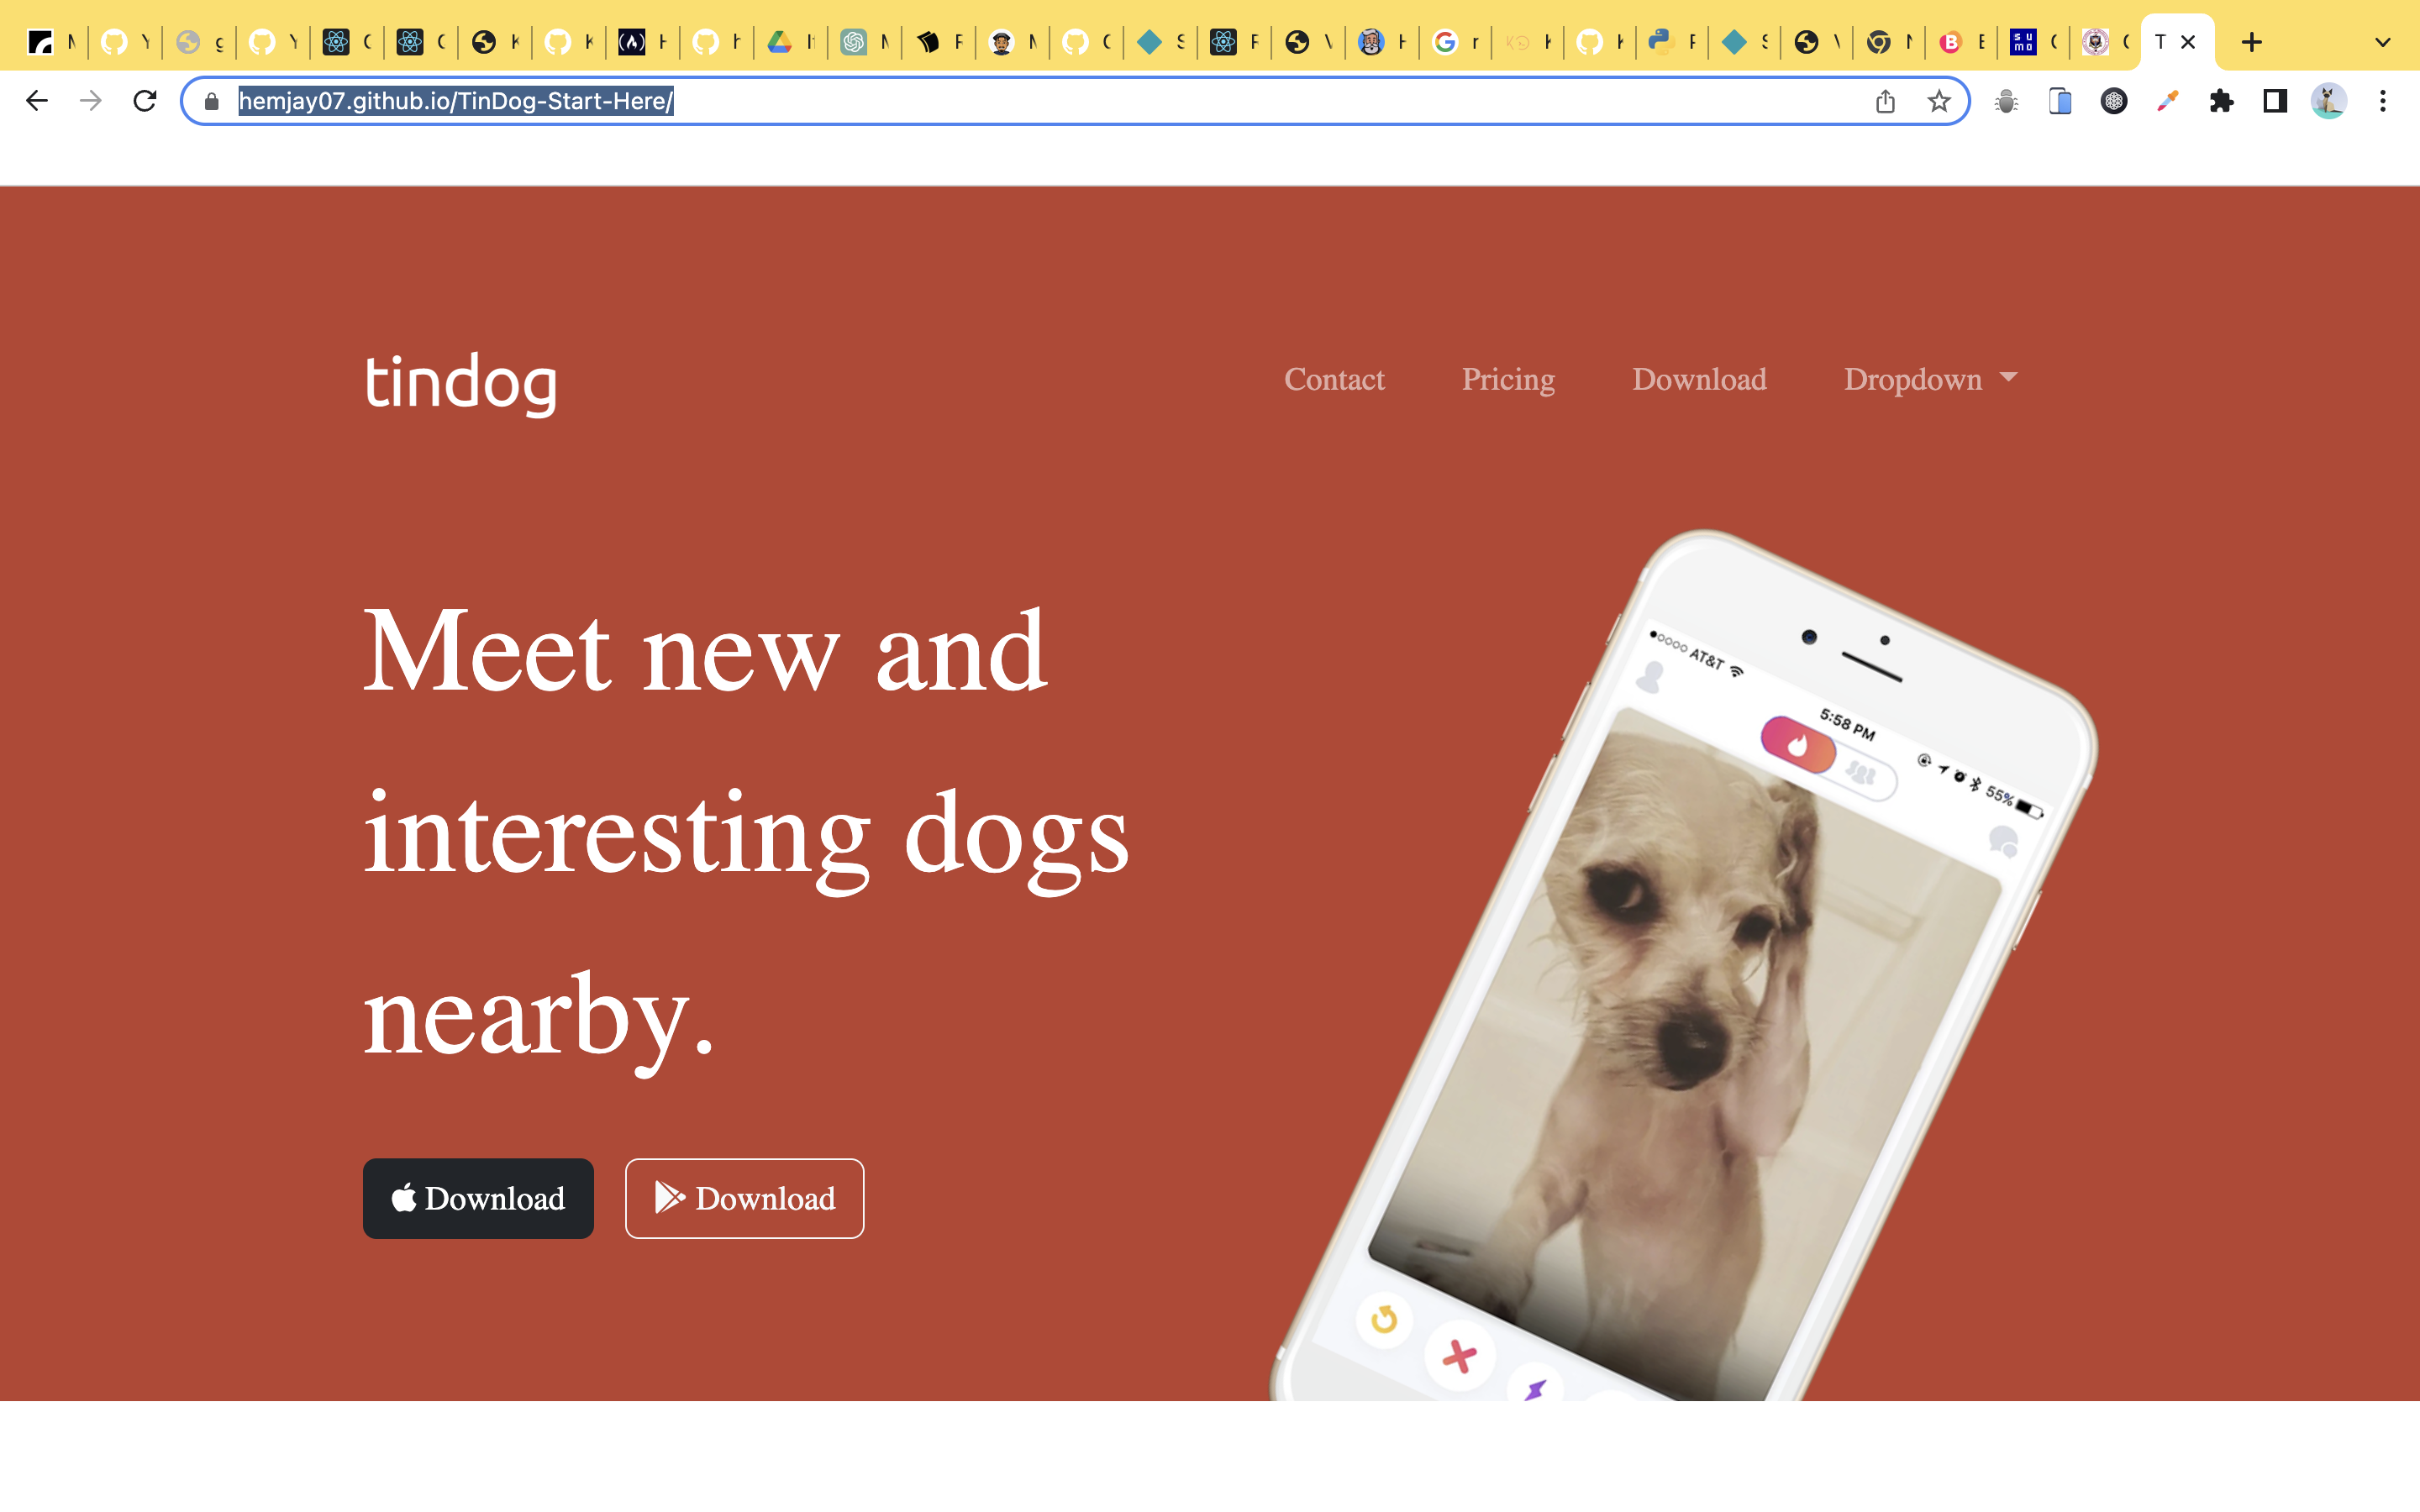 hemjay07.github.io/TinDog-Start-Here/
tindog
Contact Pricing Download Dropdown
Meet new and
interesting dogs
nearby.
Download Download
AT&T
5:58 PM
55%